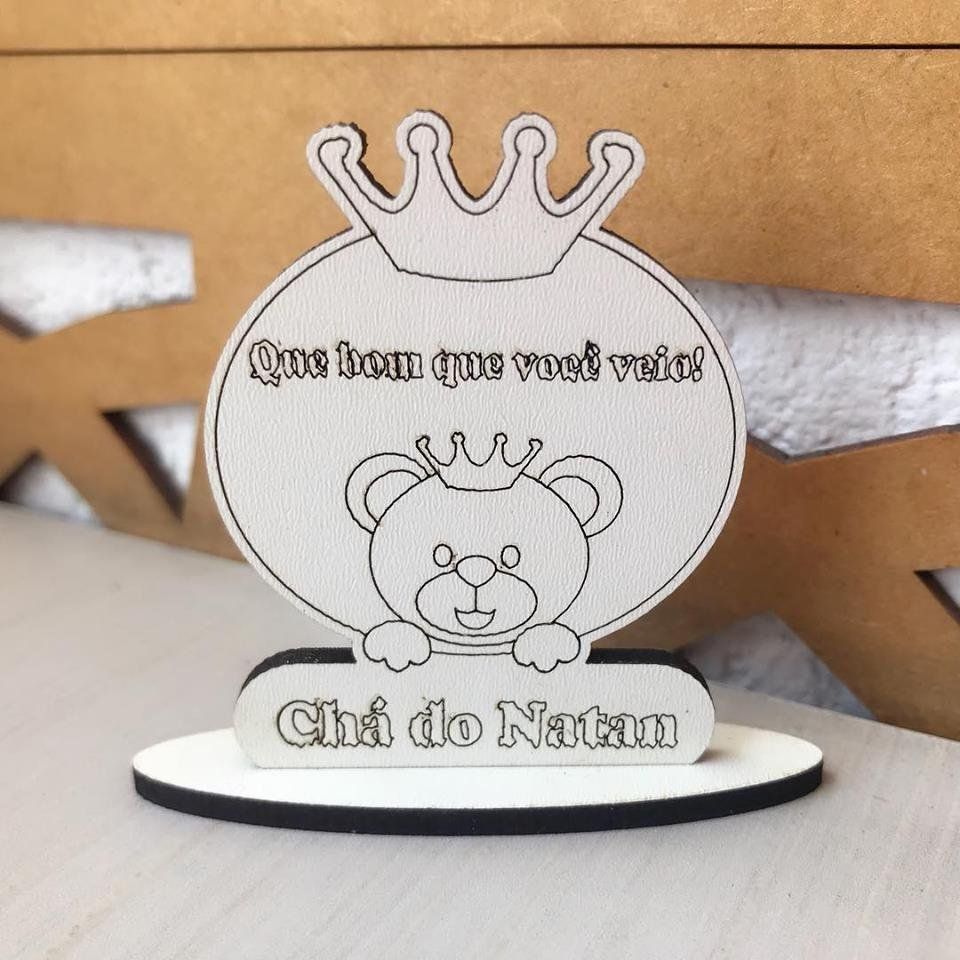 Que bom que você veio!
Chá do Natan